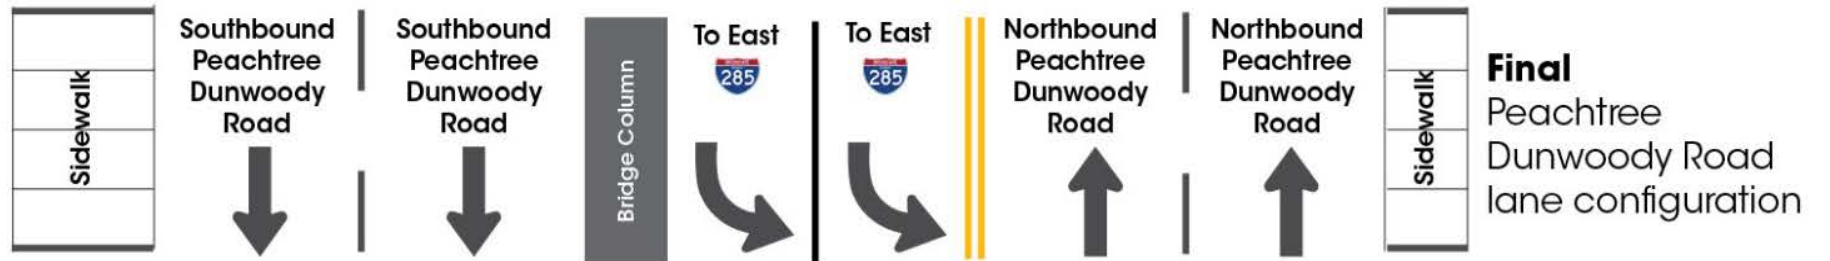 Sidewalk
Southbound
Peachtree
Dunwoody
Road
Southbound
Peachtree
Dunwoody
Road
Bridge Column
To East
285
To East
285
Northbound
Peachtree
Dunwoody
Road
Northbound
Peachtree
Dunwoody
Road
Sidewalk
Final
Peachtree
Dunwoody Road
lane configuration